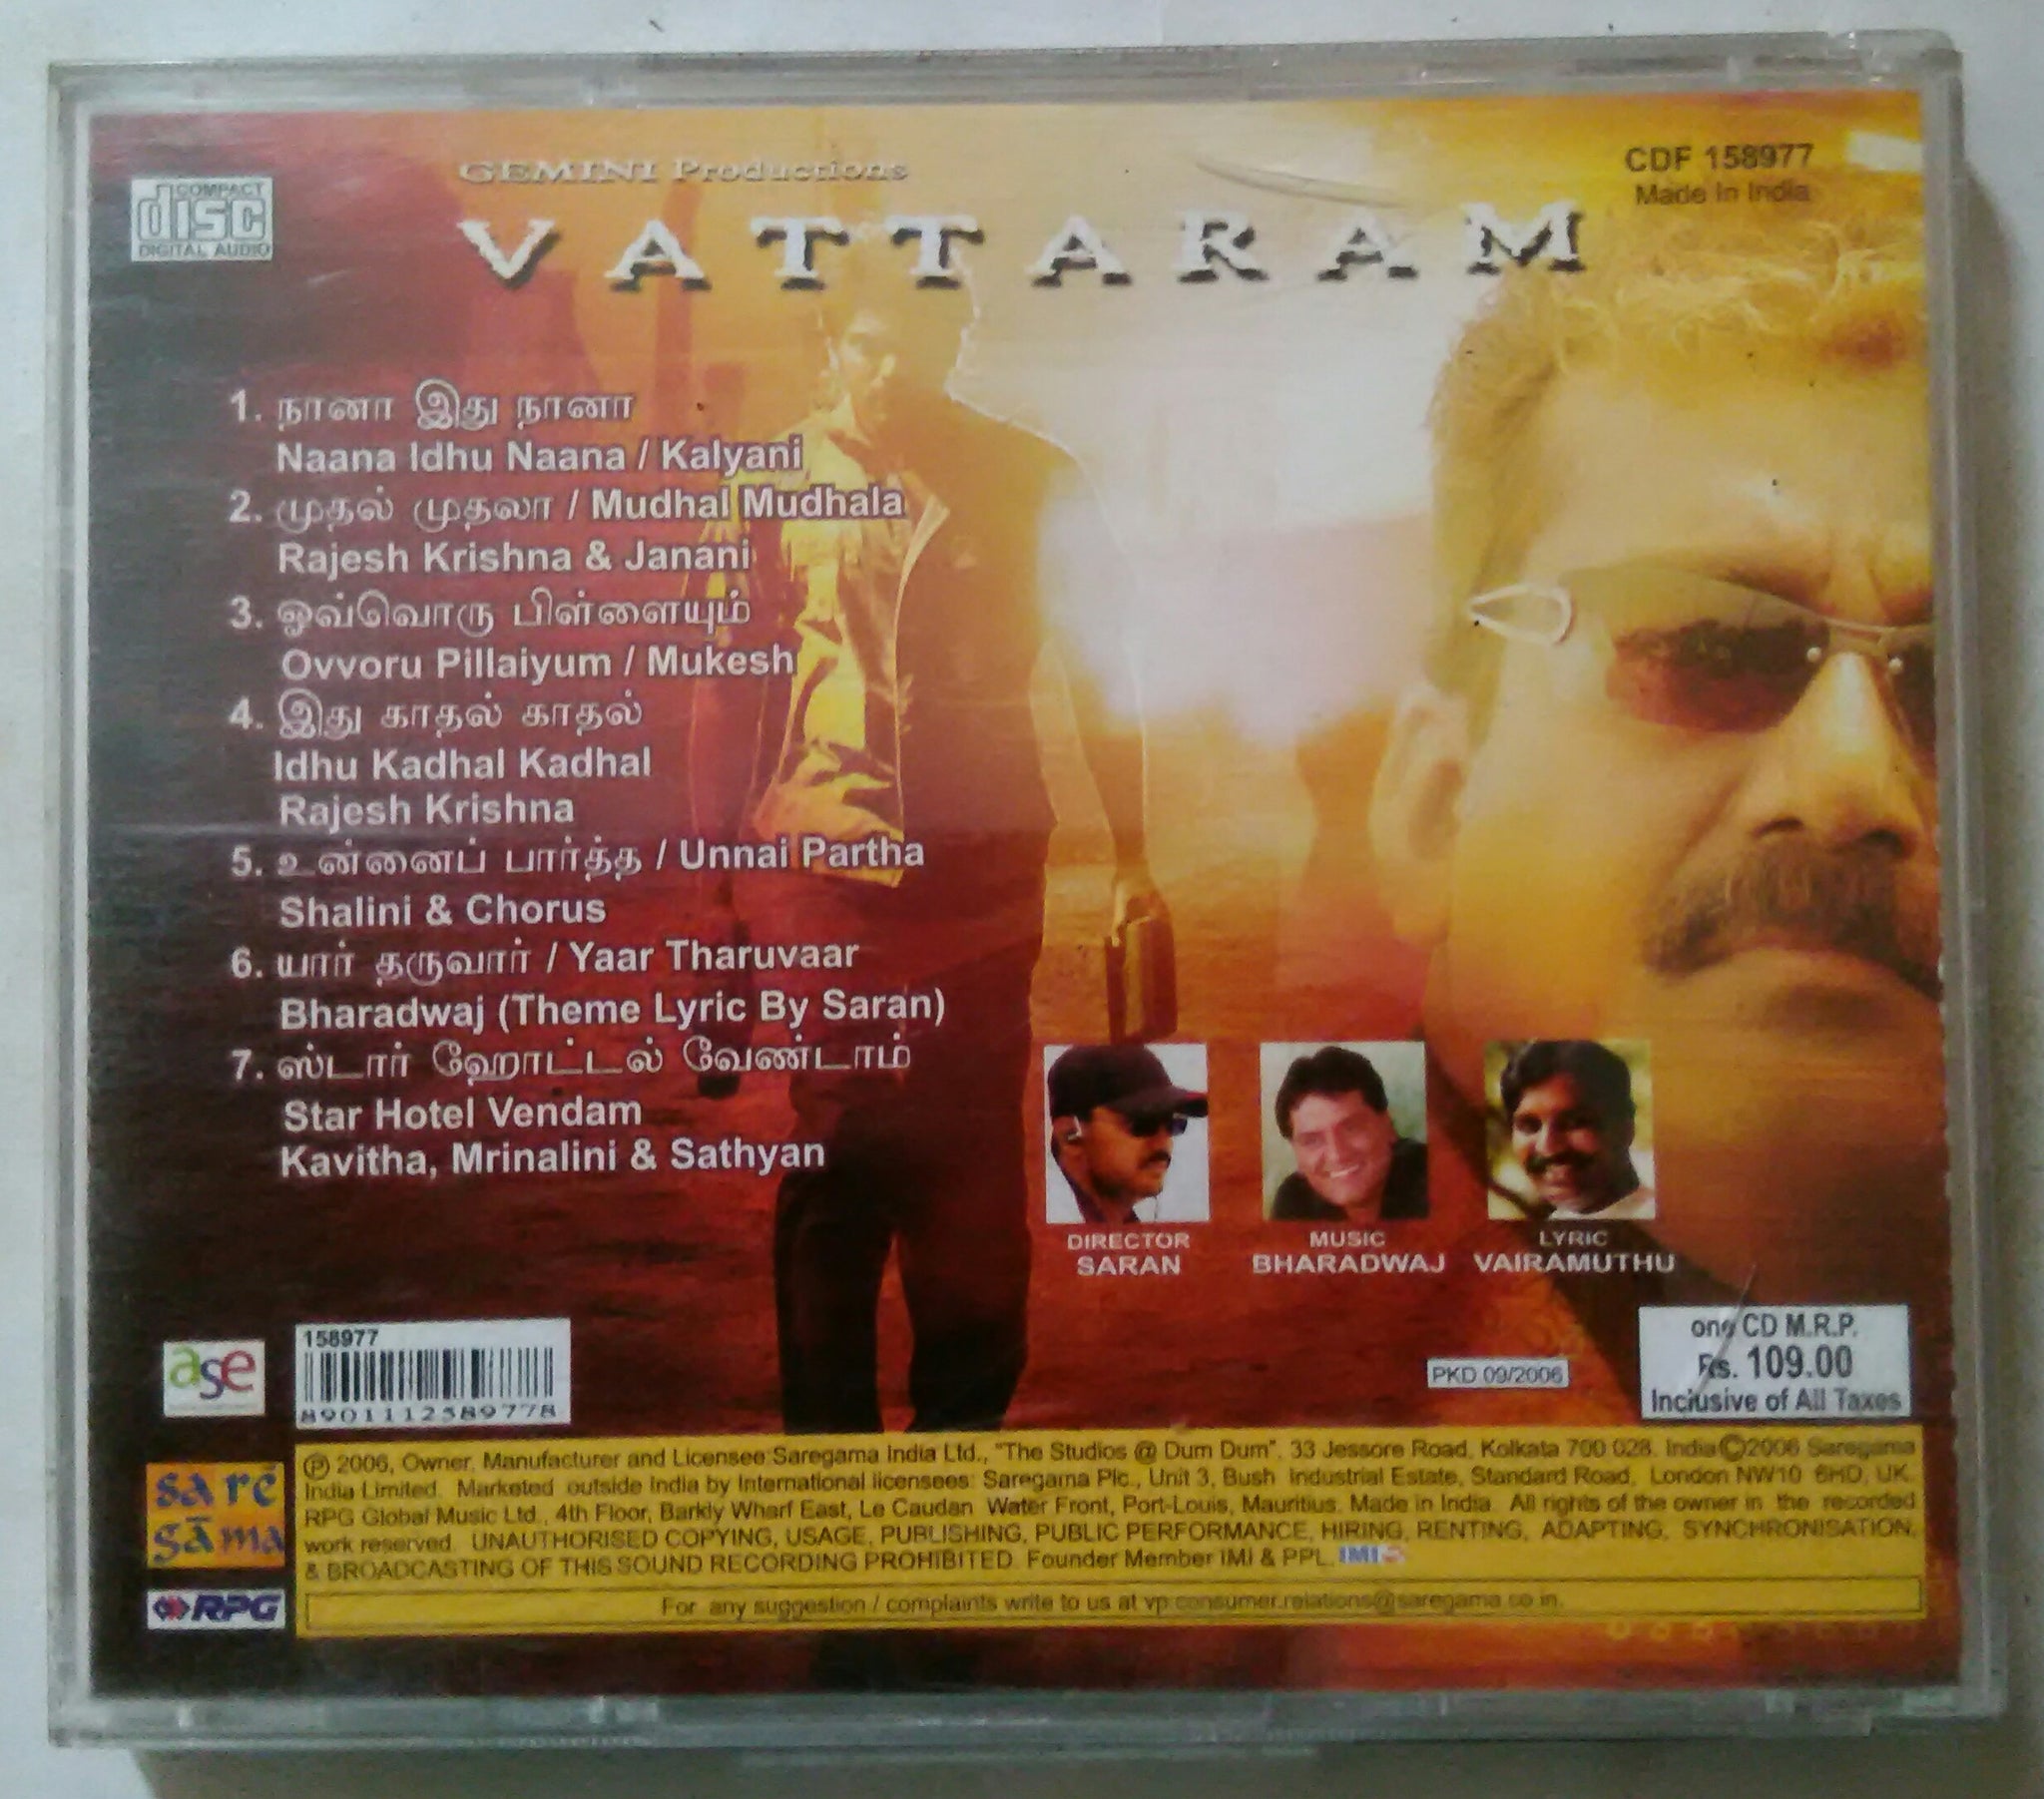 COMPACT
disc
DIGITAL AUDIO
GEMINI Productions
CDF 158977
Made In India
VATTARAM
1. நானா இது நானா
Naana Idhu Naana / Kalyani
2. முதல் முதலா / Mudhal Mudhala
Rajesh Krishna & Janani
3. ஒவ்வொரு பிள்ளையும்
Ovvoru Pillaiyum / Mukesh
4. இது காதல் காதல்
Idhu Kadhal Kadhal
Rajesh Krishna
5. உன்னைப் பார்த்த / Unnai Partha
Shalini & Chorus
6. யார் தருவார் / Yaar Tharuvaar
Bharadwaj (Theme Lyric By Saran)
7. ஸ்டார் ஹோட்டல் வேண்டாம்
Star Hotel Vendam
Kavitha, Mrinalini & Sathyan
DIRECTOR
SARAN
MUSIC
BHARADWAJ
LYRIC
VAIRAMUTHU
ase
158977
8901112589778
PKD 09/2006
one CD M.R.P.
Rs. 109.00
Inclusive of All Taxes
sa rē
gāma
RPG
℗ 2006, Owner, Manufacturer and Licensee:Saregama India Ltd., "The Studios @ Dum Dum", 33 Jessore Road, Kolkata 700 028. India©2006 Saregama
India Limited. Marketed outside India by International licensees: Saregama Plc., Unit 3, Bush Industrial Estate, Standard Road, London NW10 6HD, UK.
RPG Global Music Ltd., 4th Floor, Barkly Wharf East, Le Caudan Water Front, Port-Louis, Mauritius. Made in India. All rights of the owner in the recorded
work reserved. UNAUTHORISED COPYING, USAGE, PUBLISHING, PUBLIC PERFORMANCE, HIRING, RENTING, ADAPTING, SYNCHRONISATION,
& BROADCASTING OF THIS SOUND RECORDING PROHIBITED. Founder Member IMI & PPL. IMI
For any suggestion / complaints write to us at vp.consumer.relations@saregama.co.in.